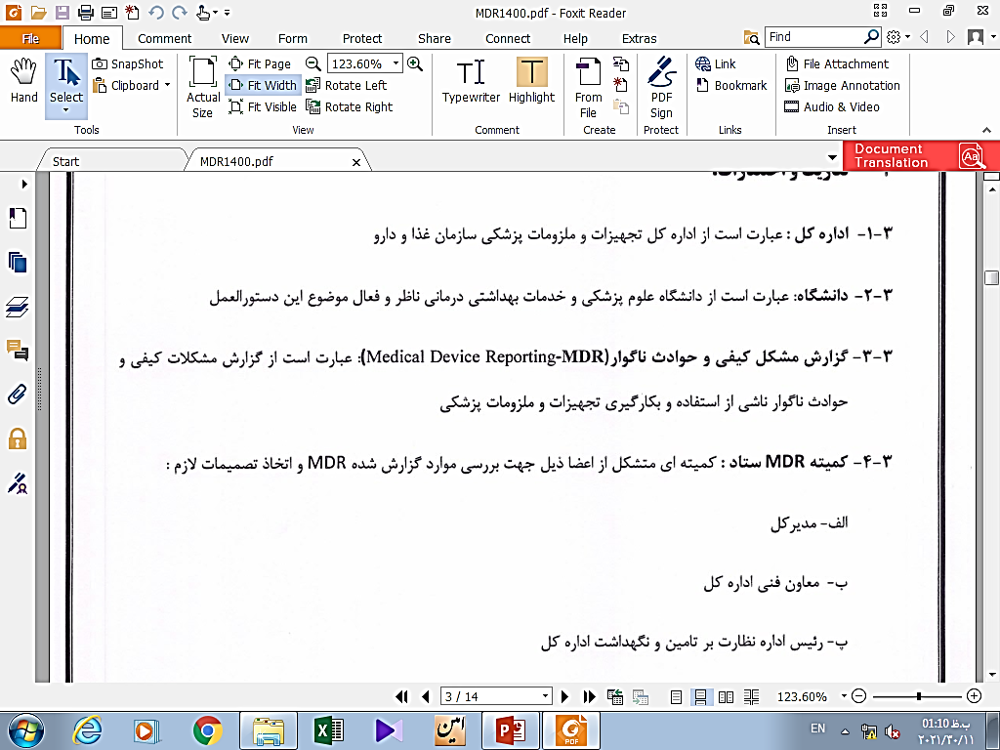 MDR1400.pdf - Foxit Reader
File Home Comment View Form Protect Share Connect Help Extras Find
Hand
Select
SnapShot
Clipboard
Tools
Actual Size
Fit Page
Fit Width
Fit Visible
123.60%
Rotate Left
Rotate Right
View
Typewriter
Highlight
Comment
From File
Create
PDF Sign
Protect
Link
Bookmark
Links
File Attachment
Image Annotation
Audio & Video
Insert
Start
MDR1400.pdf
Document Translation
۳-۱- اداره کل : عبارت است از اداره کل تجهیزات و ملزومات پزشکی سازمان غذا و دارو
۳-۲- دانشگاه: عبارت است از دانشگاه علوم پزشکی و خدمات بهداشتی درمانی ناظر و فعال موضوع این دستورالعمل
۳-۳- گزارش مشکل کیفی و حوادث ناگوار (Medical Device Reporting-MDR): عبارت است از گزارش مشکلات کیفی و
حوادث ناگوار ناشی از استفاده و بکارگیری تجهیزات و ملزومات پزشکی
۳-۴- کمیته MDR ستاد : کمیته ای متشکل از اعضا ذیل جهت بررسی موارد گزارش شده MDR و اتخاذ تصمیمات لازم :
الف- مدیرکل
ب- معاون فنی اداره کل
پ- رئیس اداره نظارت بر تامین و نگهداشت اداره کل
3 / 14
123.60%
امین
EN
01:10 ب.ظ
۲۰۲۱/۳۰/۱۱